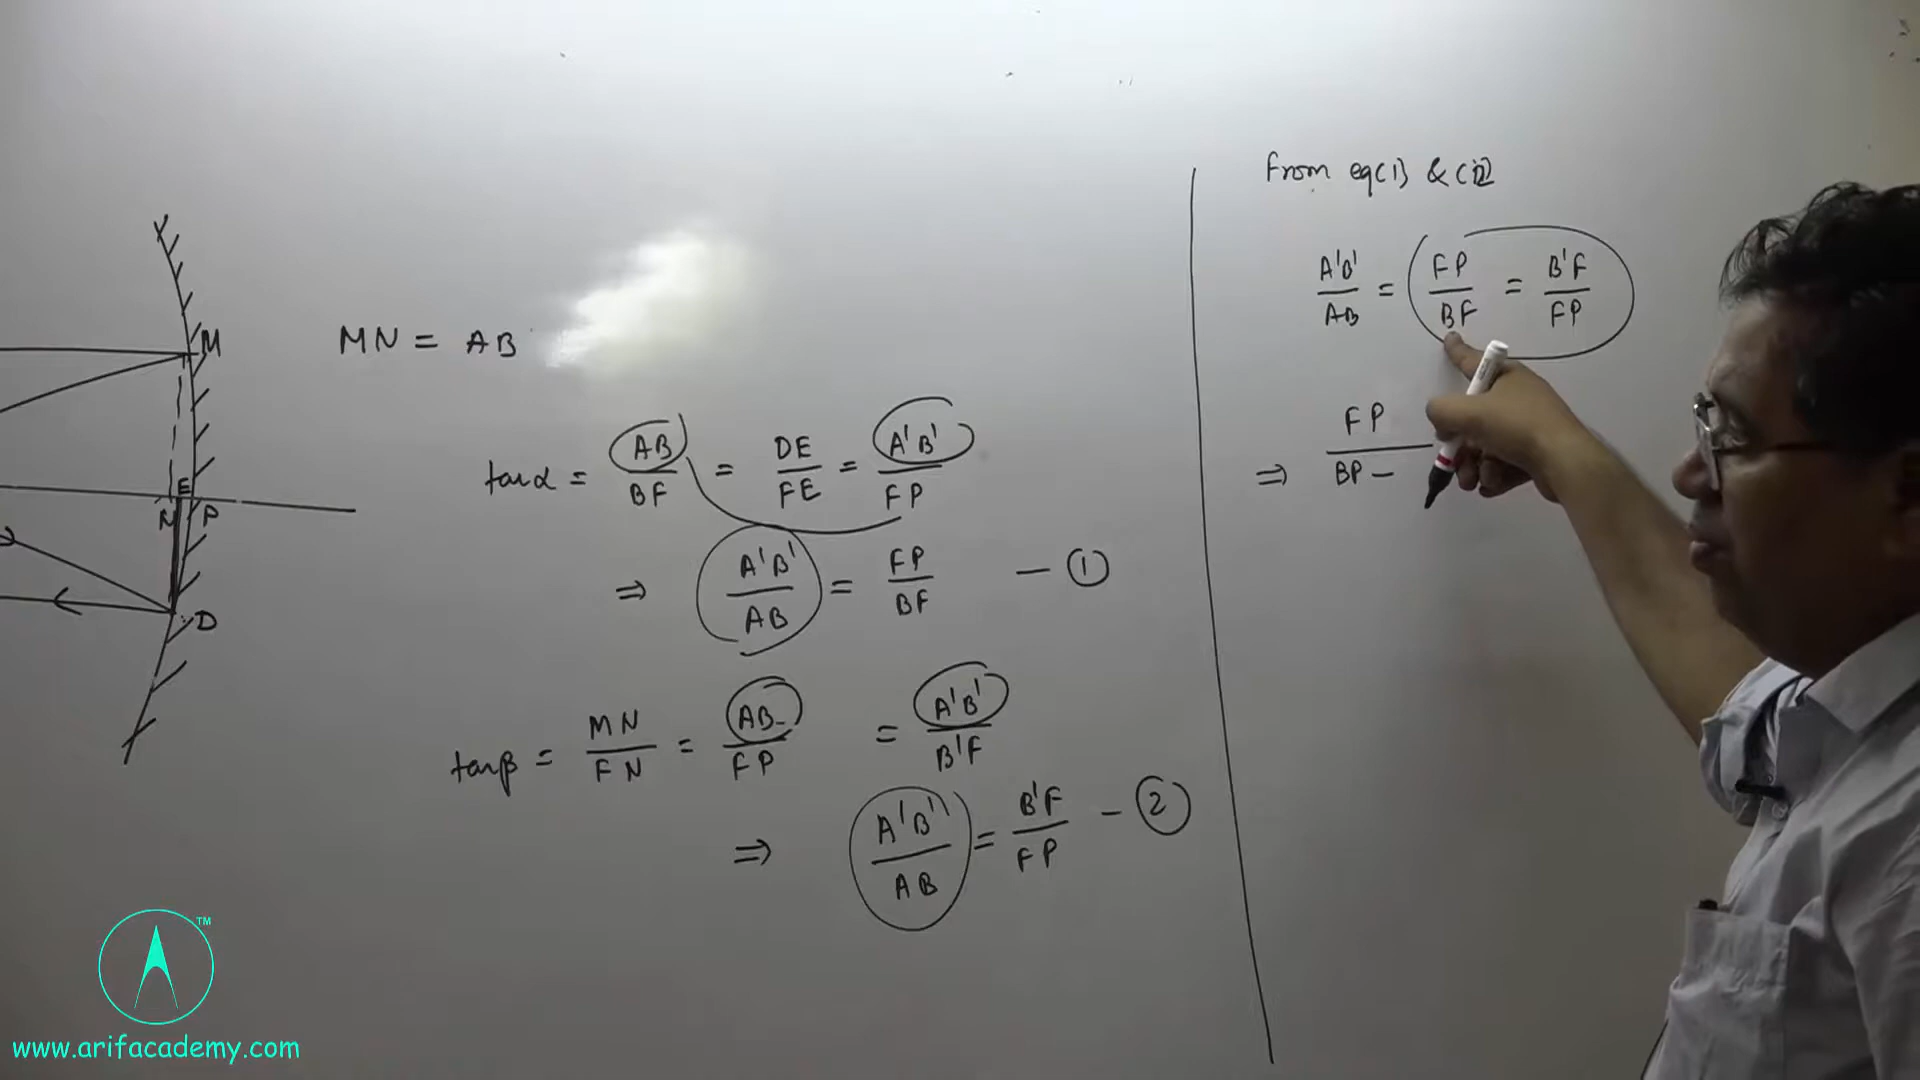 M
E
N P
D
MN = AB
tanα = AB/BF = DE/FE = A'B'/FP
⇒ A'B'/AB = FP/BF — ①
tanβ = MN/FN = AB/FP = A'B'/B'F
⇒ A'B'/AB = B'F/FP — ②
From eq(1) &
A'B'/AB = FP/BF = B'F/FP
⇒ FP/BP −
TM
www.arifacademy.com